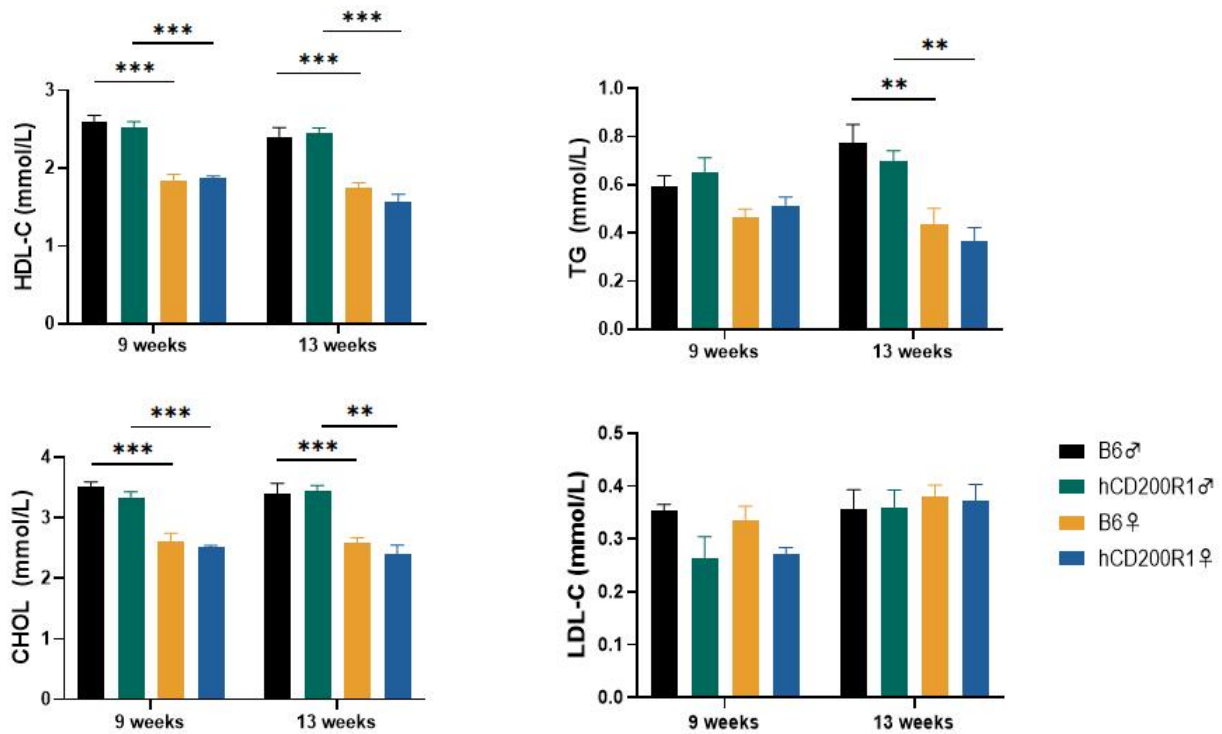 *** ***
*** ***
HDL-C (mmol/L)
3
2
1
0
9 weeks 13 weeks
**
**
TG (mmol/L)
1.0
0.8
0.6
0.4
0.2
0.0
9 weeks 13 weeks
*** **
*** ***
CHOL (mmol/L)
4
3
2
1
0
9 weeks 13 weeks
LDL-C (mmol/L)
0.5
0.4
0.3
0.2
0.1
0.0
9 weeks 13 weeks
B6♂
hCD200R1♂
B6♀
hCD200R1♀